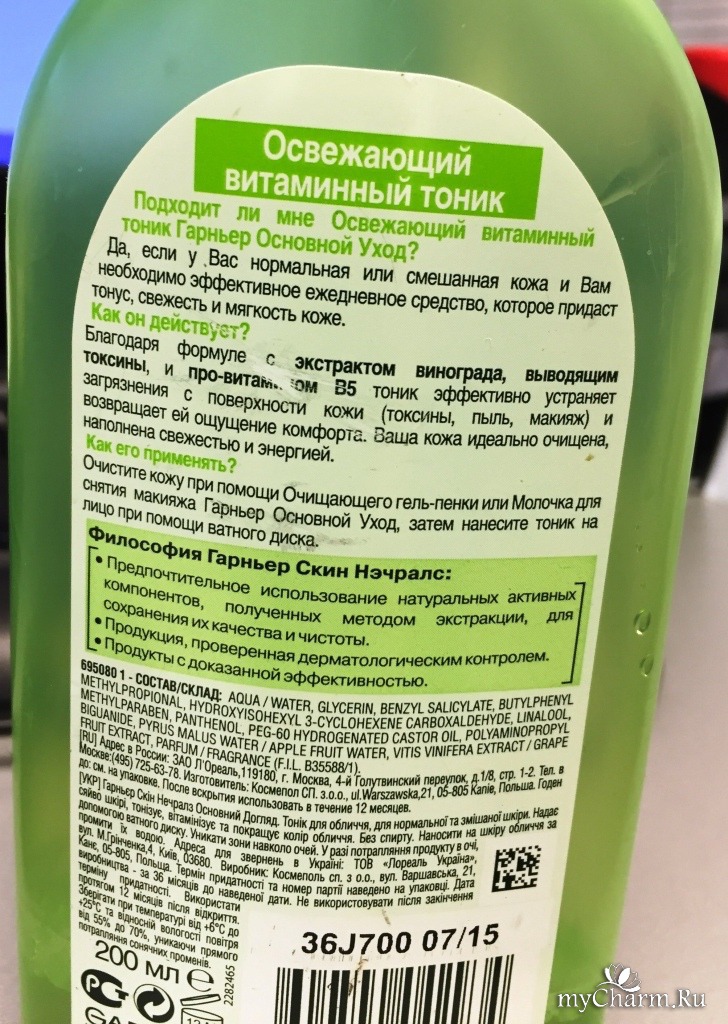 Освежающий
витаминный тоник
Подходит ли мне Освежающий витаминный
тоник Гарньер Основной Уход?
Да, если у Вас нормальная или смешанная кожа и Вам
необходимо эффективное ежедневное средство, которое придаст
тонус, свежесть и мягкость коже.
Как он действует?
Благодаря формуле с экстрактом винограда, выводящим
токсины, и про-витамином В5 тоник эффективно устраняет
загрязнения с поверхности кожи (токсины, пыль, макияж) и
возвращает ей ощущение комфорта. Ваша кожа идеально очищена,
наполнена свежестью и энергией.
Как его применять?
Очистите кожу при помощи Очищающего гель-пенки или Молочка для
снятия макияжа Гарньер Основной Уход, затем нанесите тоник на
лицо при помощи ватного диска.
Философия Гарньер Скин Нэчралс:
• Предпочтительное использование натуральных активных
компонентов, полученных методом экстракции, для
сохранения их качества и чистоты.
• Продукция, проверенная дерматологическим контролем.
• Продукты с доказанной эффективностью.
695080 1 - СОСТАВ/СКЛАД: AQUA / WATER, GLYCERIN, BENZYL SALICYLATE, BUTYLPHENYL
METHYLPROPIONAL, HYDROXYISOHEXYL 3-CYCLOHEXENE CARBOXALDEHYDE, LINALOOL,
METHYLPARABEN, PANTHENOL, PEG-60 HYDROGENATED CASTOR OIL, POLYAMINOPROPYL
BIGUANIDE, PYRUS MALUS WATER / APPLE FRUIT WATER, VITIS VINIFERA EXTRACT / GRAPE
FRUIT EXTRACT, PARFUM / FRAGRANCE (F.I.L. B35588/1).
[RU] Адрес в России: ЗАО Л'Ореаль,119180, г. Москва, 4-й Голутвинский переулок, д.1/8, стр. 1-2. Тел. в
Москве:(495) 725-63-78. Изготовитель: Космепол СП. з.о.о., ul.Warszawska,21, 05-805 Kanie, Польша. Годен
до: см. на упаковке. После вскрытия использовать в течение 12 месяцев.
[УКР] Гарньєр Скін Нечралз Основний Догляд. Тонік для обличчя, для нормальної та змішаної шкіри. Надає
сяйво шкірі, тонізує, вітамінізує та покращує колір обличчя. Без спирту. Наносити на шкіру обличчя за
допомогою ватного диску. Уникати зони навколо очей. У разі потрапляння продукту в очі,
промити їх водою. Адреса для звернень в Україні: ТОВ «Лореаль Україна»,
вул. М.Грінченка,4, Київ, 03680. Виробник: Космеполь сп. з о.о., вул. Варшавська, 21,
Канє, 05-805, Польща. Термін придатності та номер партії наведено на упаковці. Дата
виробництва - за 36 місяців до наведеної дати. Не використовувати після закінчення
терміну придатності. Використати
протягом 12 місяців після відкриття.
Зберігати при температурі від +6°С до
+25°С та відносній вологості повітря
від 55% до 70%, уникаючи прямого
потрапляння сонячних променів.
200 мл e
2282465
36J700 07/15
myCharm.Ru